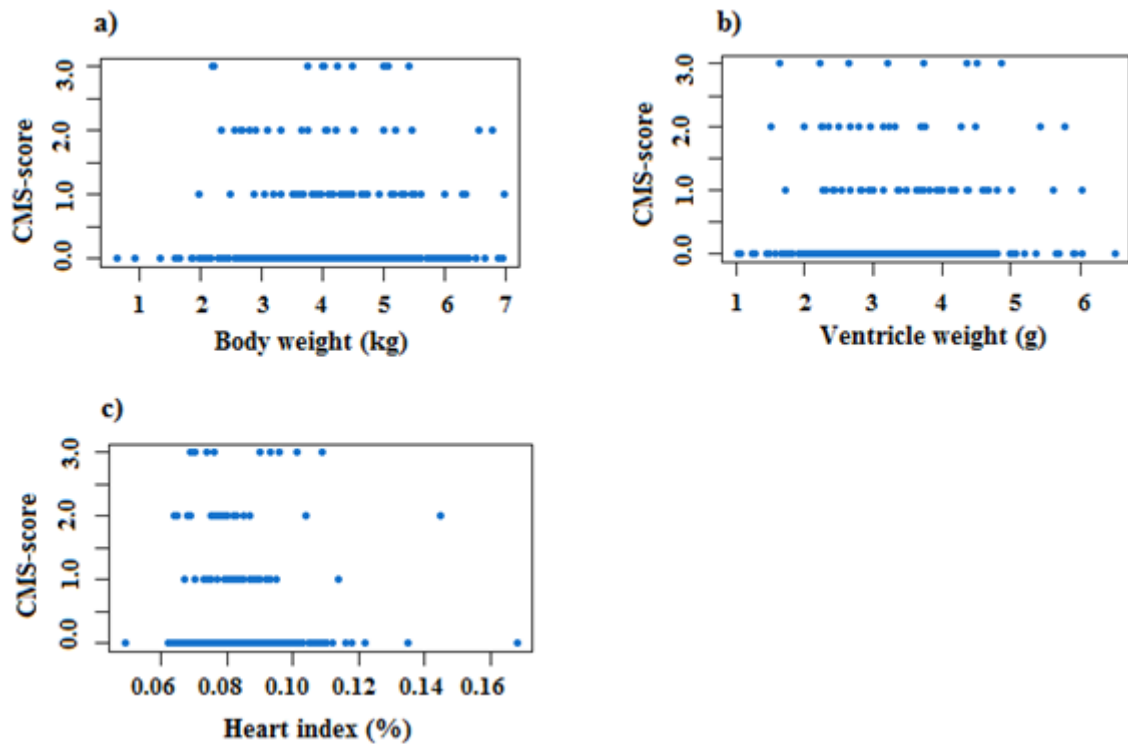 a)
CMS-score
3.0
2.0
1.0
0.0
1 2 3 4 5 6 7
Body weight (kg)
b)
CMS-score
3.0
2.0
1.0
0.0
1 2 3 4 5 6
Ventricle weight (g)
c)
CMS-score
3.0
2.0
1.0
0.0
0.06 0.08 0.10 0.12 0.14 0.16
Heart index (%)